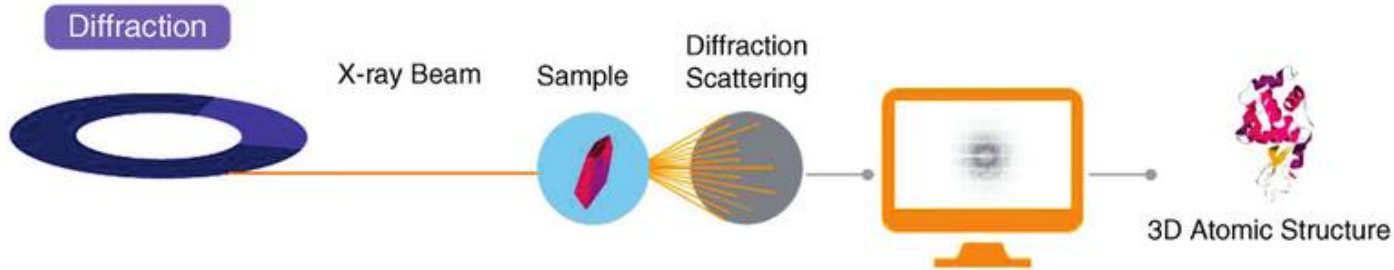 Diffraction
X-ray Beam
Sample
Diffraction
Scattering
3D Atomic Structure